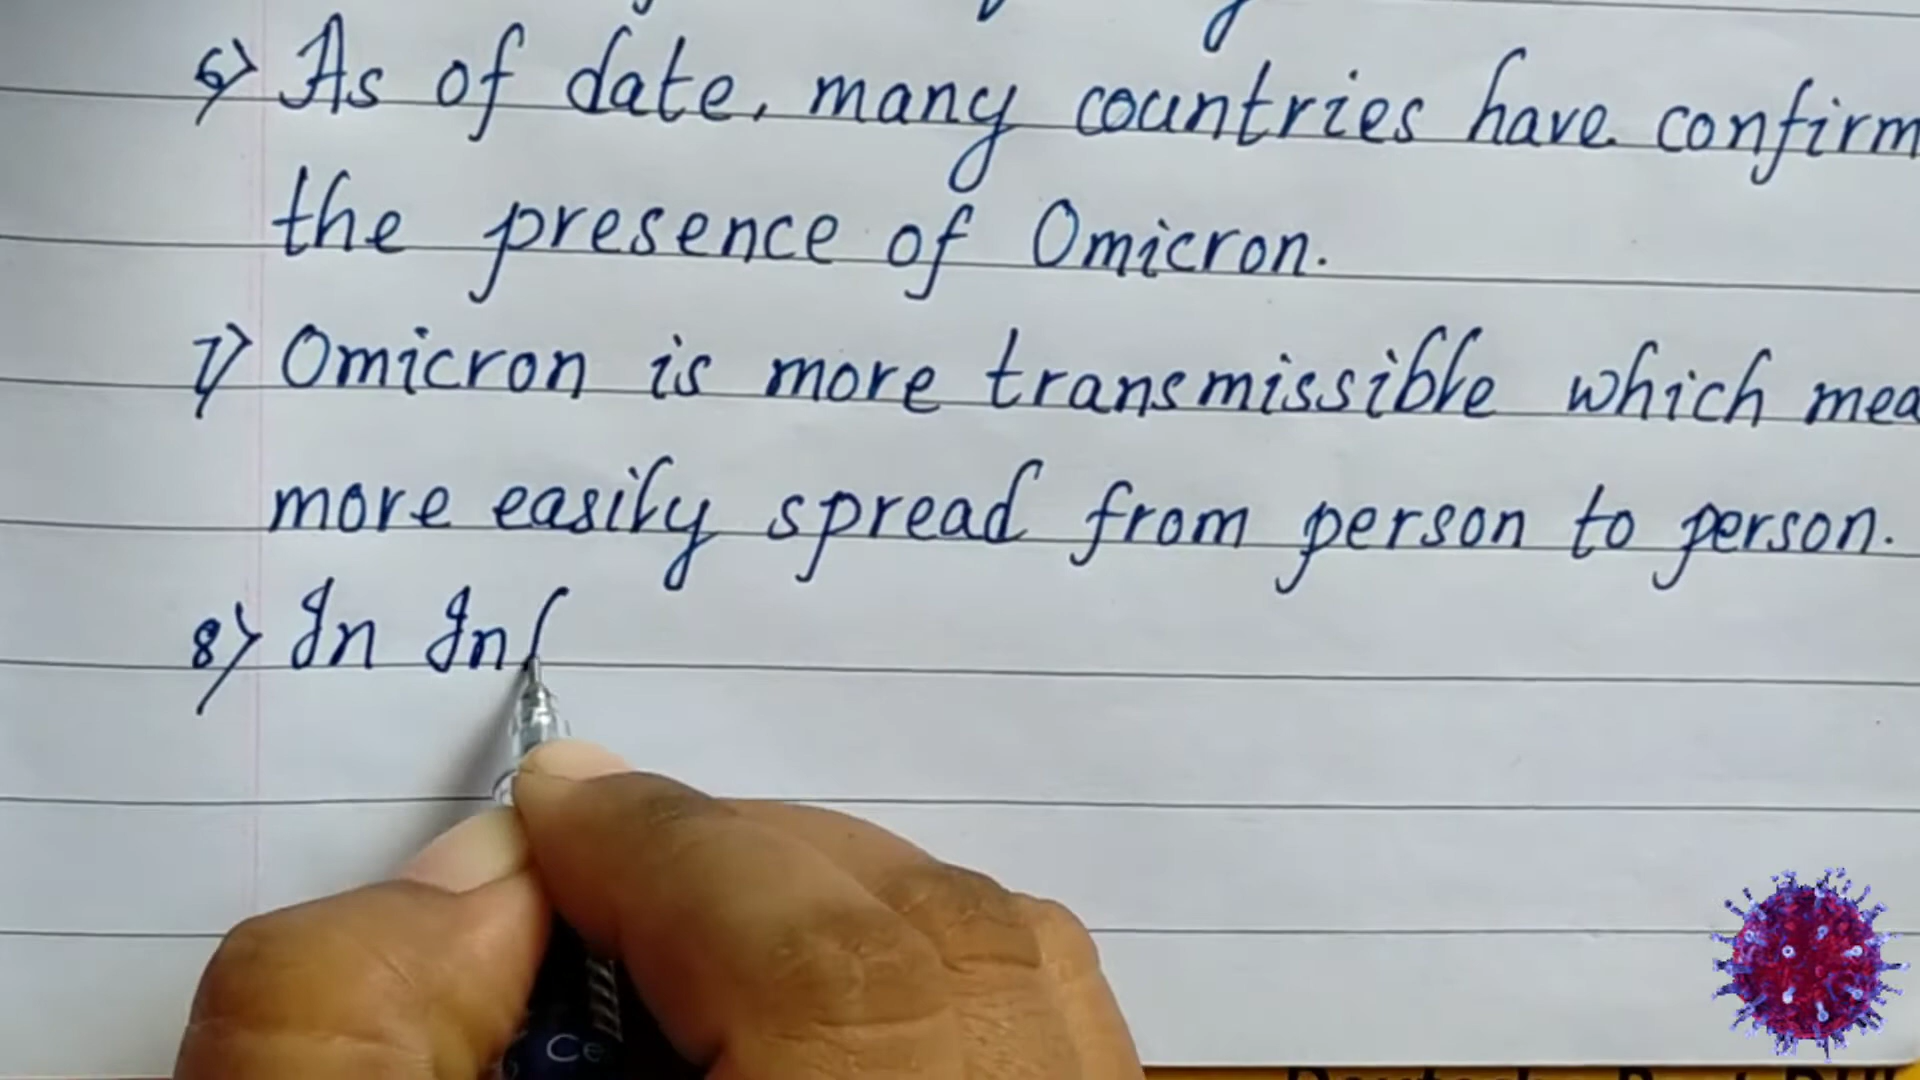 6) As of date, many countries have confirm
the presence of Omicron.
7) Omicron is more transmissible which mea
more easily spread from person to person.
8) In In